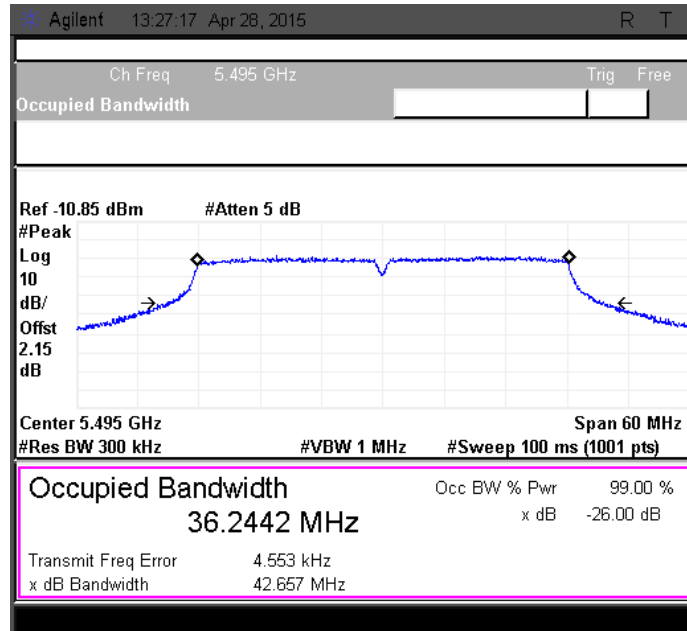 Agilent 13:27:17 Apr 28, 2015 R T
Ch Freq 5.495 GHz Trig Free
Occupied Bandwidth
Ref -10.85 dBm #Atten 5 dB
#Peak
Log
10
dB/
Offst
2.15
dB
Center 5.495 GHz Span 60 MHz
#Res BW 300 kHz #VBW 1 MHz #Sweep 100 ms (1001 pts)
Occupied Bandwidth Occ BW % Pwr 99.00 %
36.2442 MHz x dB -26.00 dB
Transmit Freq Error 4.553 kHz
x dB Bandwidth 42.657 MHz